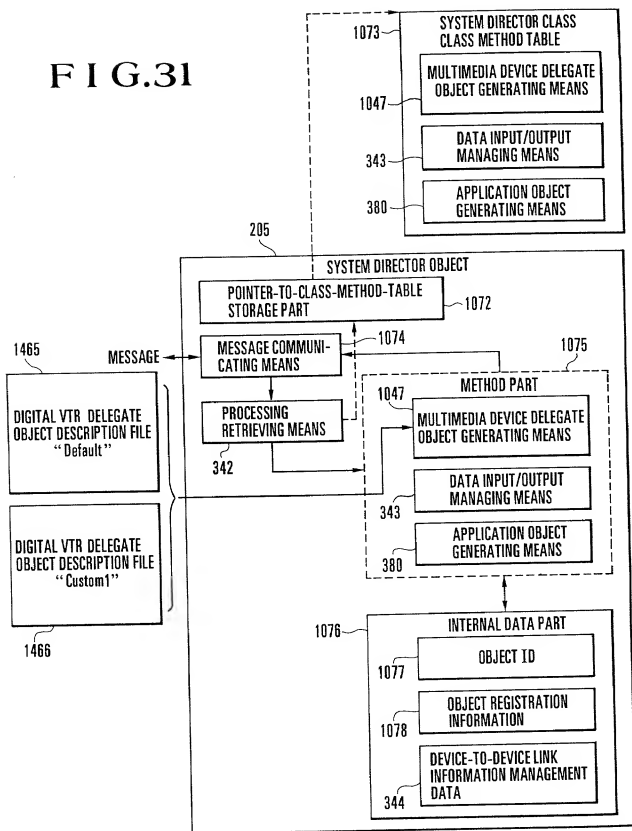 FIG.31
1073
SYSTEM DIRECTOR CLASS
CLASS METHOD TABLE
MULTIMEDIA DEVICE DELEGATE
OBJECT GENERATING MEANS
1047
DATA INPUT/OUTPUT
MANAGING MEANS
343
APPLICATION OBJECT
GENERATING MEANS
380
205
SYSTEM DIRECTOR OBJECT
POINTER-TO-CLASS-METHOD-TABLE
STORAGE PART
1072
1465
MESSAGE
MESSAGE COMMUNI-
CATING MEANS
1074
1075
METHOD PART
DIGITAL VTR DELEGATE
OBJECT DESCRIPTION FILE
"Default"
PROCESSING
RETRIEVING MEANS
342
1047
MULTIMEDIA DEVICE DELEGATE
OBJECT GENERATING MEANS
DATA INPUT/OUTPUT
MANAGING MEANS
343
DIGITAL VTR DELEGATE
OBJECT DESCRIPTION FILE
"Custom1"
1466
APPLICATION OBJECT
GENERATING MEANS
380
1076
INTERNAL DATA PART
OBJECT ID
1077
OBJECT REGISTRATION
INFORMATION
1078
DEVICE-TO-DEVICE LINK
INFORMATION MANAGEMENT
DATA
344